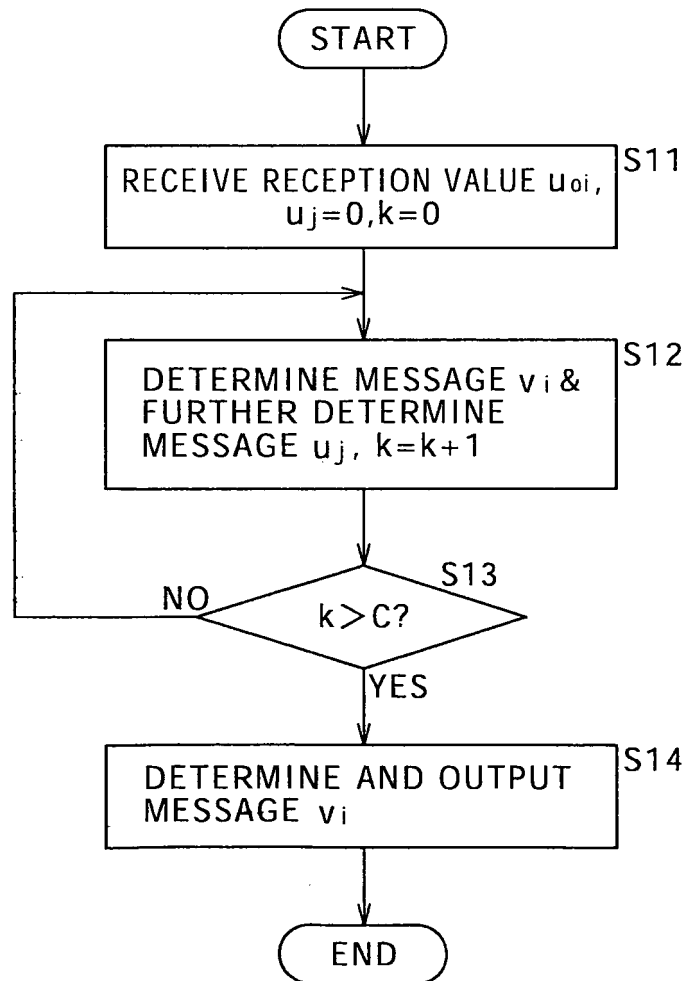 START
S11
RECEIVE RECEPTION VALUE u0i,
uj=0,k=0
S12
DETERMINE MESSAGE vi &
FURTHER DETERMINE
MESSAGE uj, k=k+1
S13
NO
k>C?
YES
S14
DETERMINE AND OUTPUT
MESSAGE vi
END